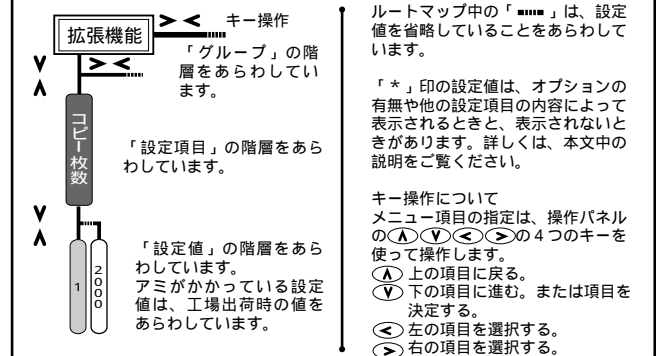 ＞＜ キー操作
拡張機能
「グループ」の階
層をあらわしてい
ます。
∨ ＞＜
∧
コピー枚数
「設定項目」の階層をあら
わしています。
∨
∧
「設定値」の階層をあら
わしています。
アミがかかっている設定
値は、工場出荷時の値を
あらわしています。
1
2000
ルートマップ中の「 」は、設定
値を省略していることをあらわして
います。
「＊」印の設定値は、オプションの
有無や他の設定項目の内容によって
表示されるときと、表示されないと
きがあります。詳しくは、本文中の
説明をご覧ください。
キー操作について
メニュー項目の指定は、操作パネル
の∧∨＜＞の４つのキーを
使って操作します。
∧ 上の項目に戻る。
∨ 下の項目に進む。または項目を
決定する。
＜ 左の項目を選択する。
＞ 右の項目を選択する。